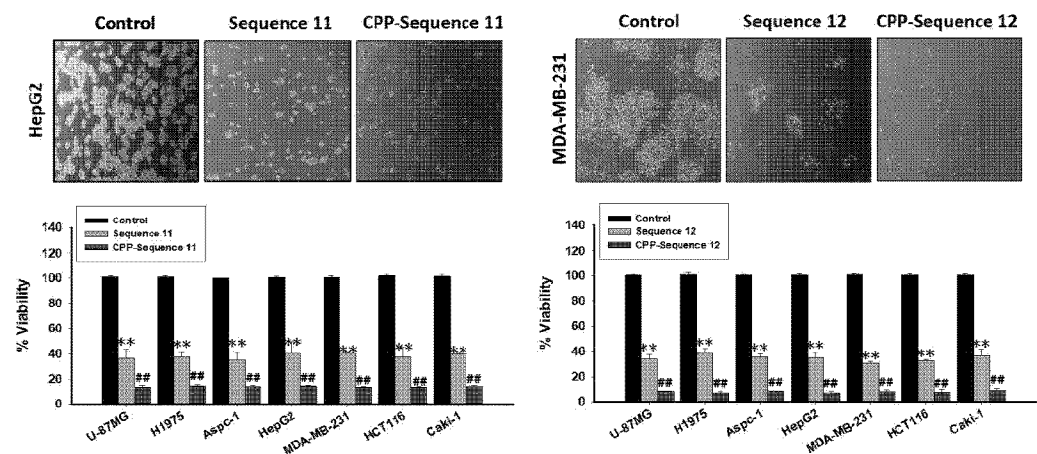 Control Sequence 11 CPP-Sequence 11
HepG2
140
120
100
80
60
40
20
0
% Viability
Control
Sequence 11
CPP-Sequence 11
** ** ** ** ** ** **
## ## ## ## ## ## ##
U-87MG H1975 Aspc-1 HepG2 MDA-MB-231 HCT116 Caki-1
Control Sequence 12 CPP-Sequence 12
MDA-MB-231
140
120
100
80
60
40
20
0
% Viability
Control
Sequence 12
CPP-Sequence 12
** ** ** ** ** ** **
## ## ## ## ## ## ##
U-87MG H1975 Aspc-1 HepG2 MDA-MB-231 HCT116 Caki-1